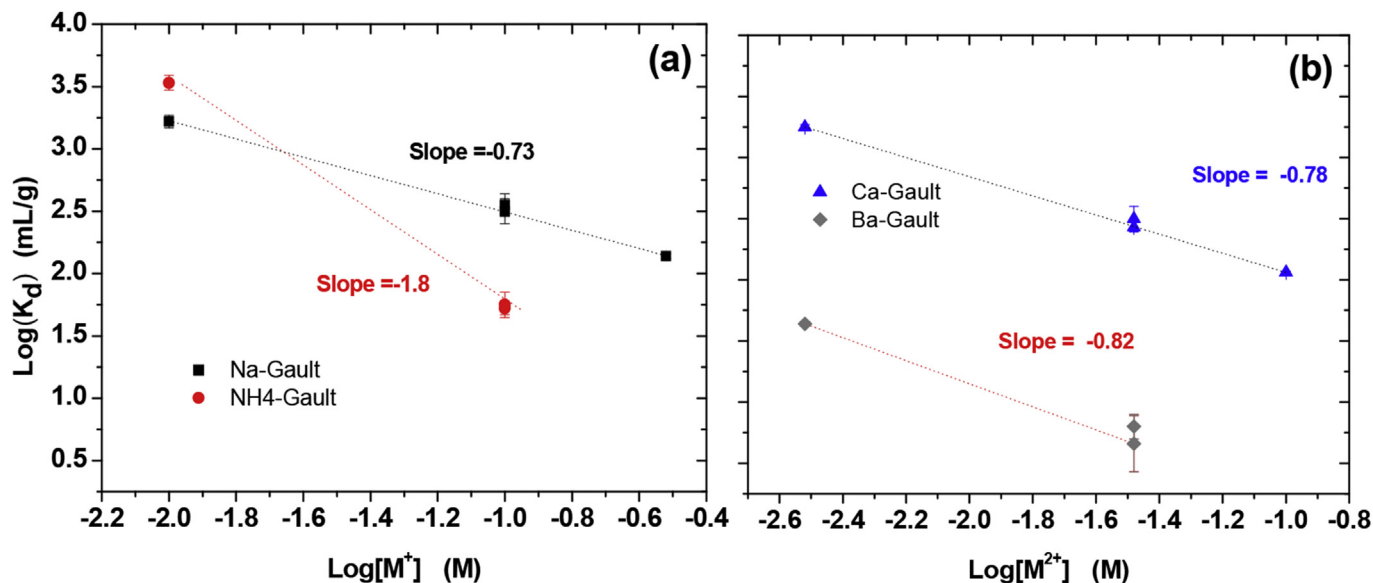 (a)
4.0
3.5
3.0
2.5
2.0
1.5
1.0
0.5
Log(Kd) (mL/g)
Slope =-0.73
Slope =-1.8
Na-Gault
NH4-Gault
-2.2 -2.0 -1.8 -1.6 -1.4 -1.2 -1.0 -0.8 -0.6 -0.4
Log[M+] (M)
(b)
Slope = -0.78
Ca-Gault
Ba-Gault
Slope = -0.82
-2.6 -2.4 -2.2 -2.0 -1.8 -1.6 -1.4 -1.2 -1.0 -0.8
Log[M2+] (M)